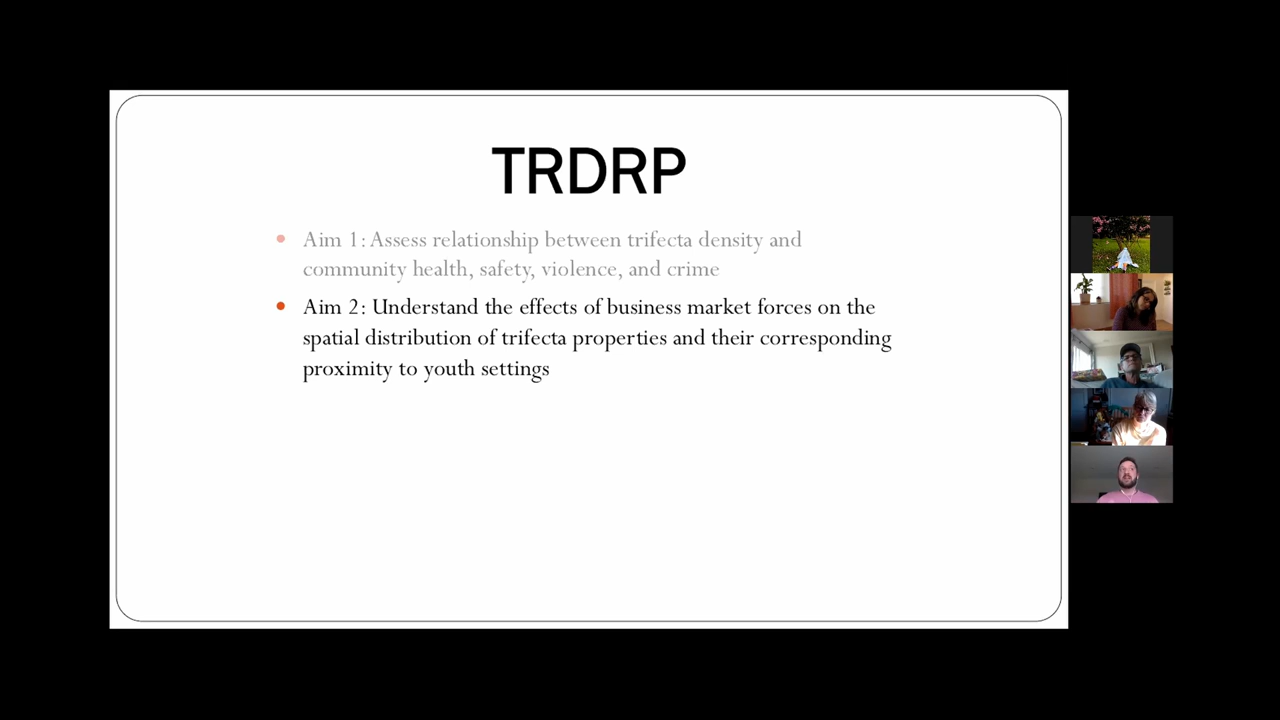 TRDRP
Aim 1: Assess relationship between trifecta density and
community health, safety, violence, and crime
Aim 2: Understand the effects of business market forces on the
spatial distribution of trifecta properties and their corresponding
proximity to youth settings